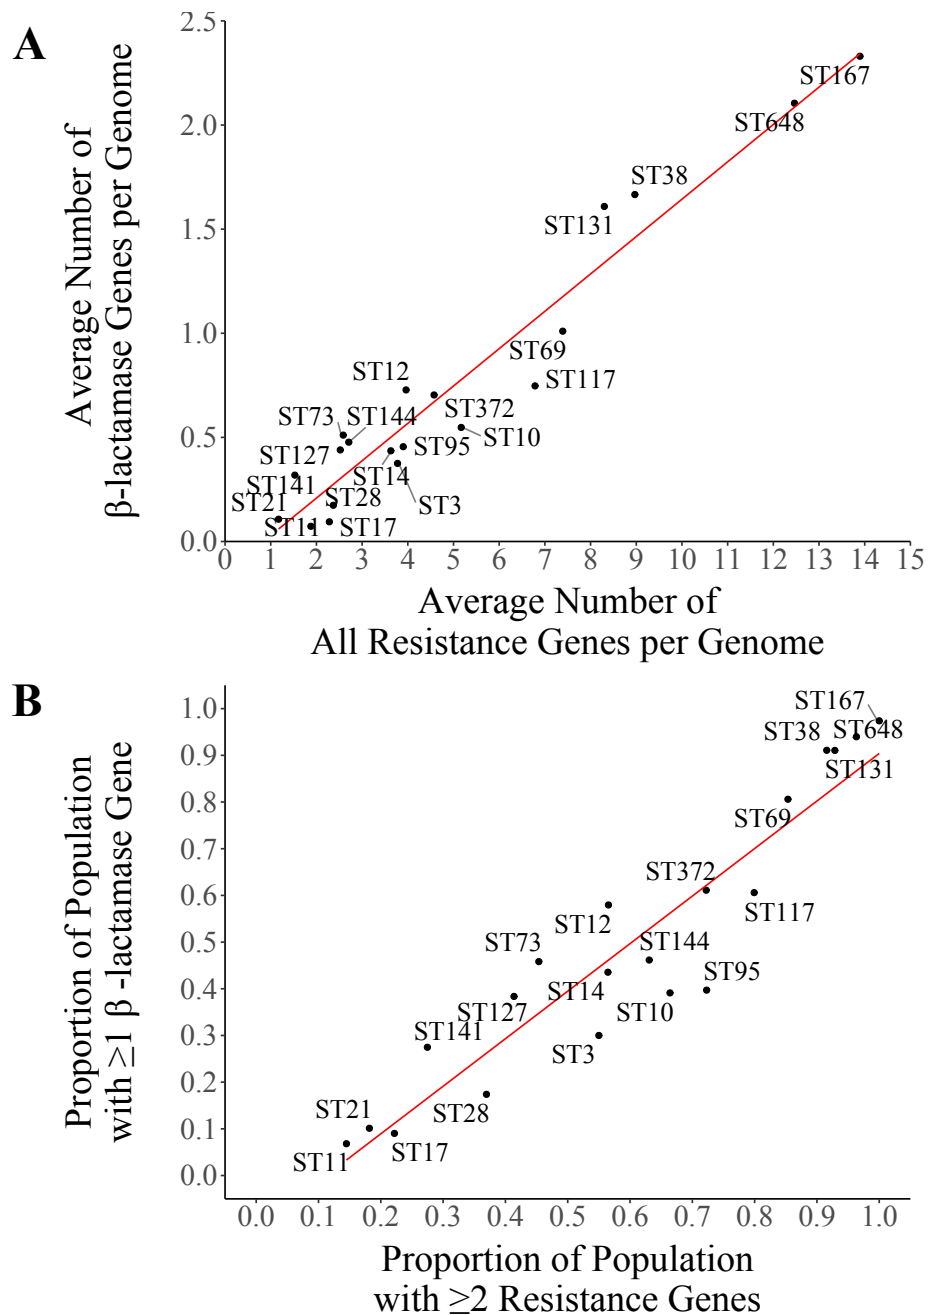 A
2.5
2.0
1.5
1.0
0.5
0.0
Average Number of
β-lactamase Genes per Genome
ST167
ST648
ST38
ST131
ST69
ST117
ST12
ST372
ST73
ST144
ST10
ST127
ST95
ST14
ST141
ST28
ST3
ST21
ST11
ST17
0 1 2 3 4 5 6 7 8 9 10 11 12 13 14 15
Average Number of
All Resistance Genes per Genome
B
1.0
0.9
0.8
0.7
0.6
0.5
0.4
0.3
0.2
0.1
0.0
Proportion of Population
with ≥1 β -lactamase Gene
ST167
ST38
ST648
ST131
ST69
ST372
ST117
ST12
ST73
ST144
ST95
ST14
ST127
ST10
ST141
ST3
ST28
ST21
ST17
ST11
0.0 0.1 0.2 0.3 0.4 0.5 0.6 0.7 0.8 0.9 1.0
Proportion of Population
with ≥2 Resistance Genes